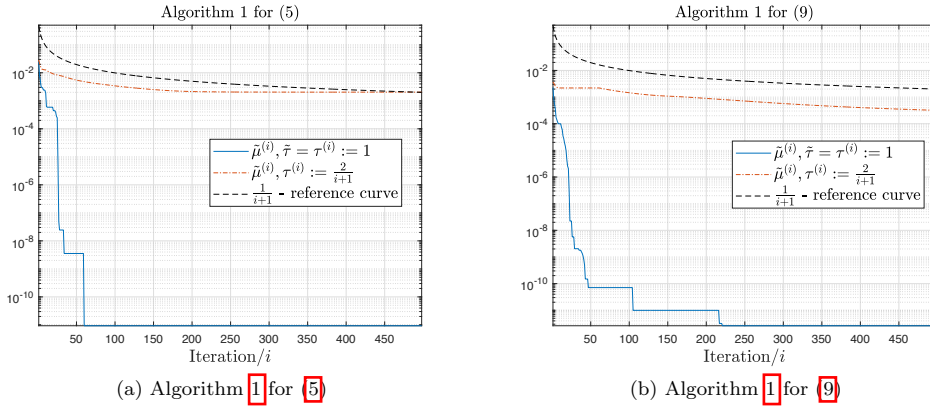 Algorithm 1 for (5)
10^{-2}
10^{-4}
10^{-6}
10^{-8}
10^{-10}
μ̃^{(i)}, τ̃ = τ^{(i)} := 1
μ̃^{(i)}, τ^{(i)} := 2/(i+1)
1/(i+1) - reference curve
50 100 150 200 250 300 350 400 450
Iteration/i
(a) Algorithm 1 for (5)
Algorithm 1 for (9)
10^{-2}
10^{-4}
10^{-6}
10^{-8}
10^{-10}
μ̃^{(i)}, τ̃ = τ^{(i)} := 1
μ̃^{(i)}, τ^{(i)} := 2/(i+1)
1/(i+1) - reference curve
50 100 150 200 250 300 350 400 450
Iteration/i
(b) Algorithm 1 for (9)